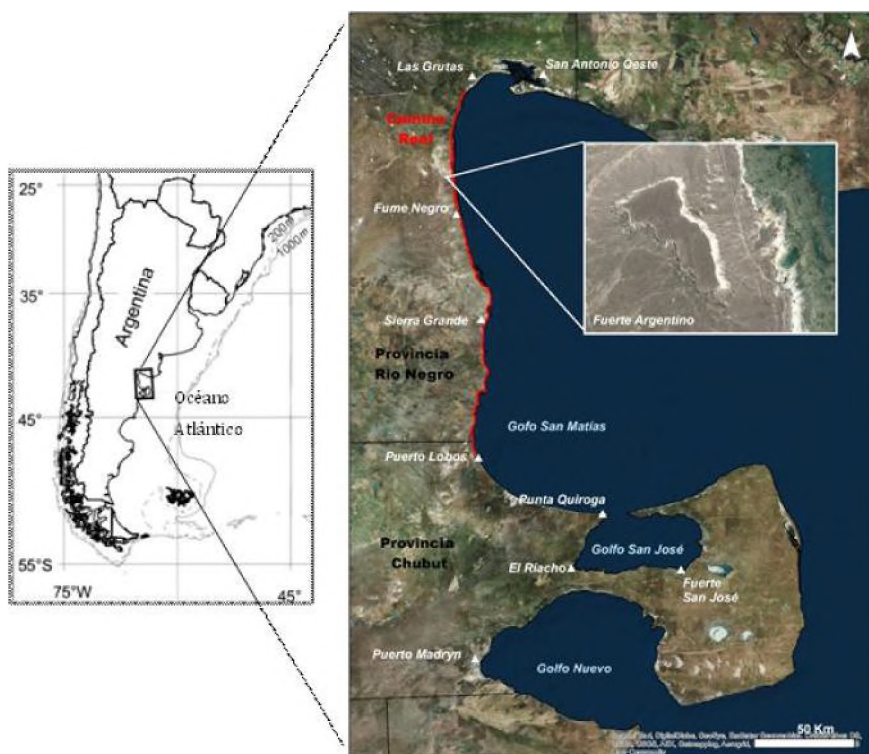 25°
35°
45°
55°S
75°W
45°
200m
1000m
Argentina
Océano
Atlántico
Las Grutas
San Antonio Oeste
Camino
Real
Fume Negro
Fuerte Argentino
Sierra Grande
Provincia
Rio Negro
Gofo San Matías
Puerto Lobos
Punta Quiroga
Golfo San José
Provincia
Chubut
El Riacho
Fuerte
San José
Puerto Madryn
Golfo Nuevo
50 Km